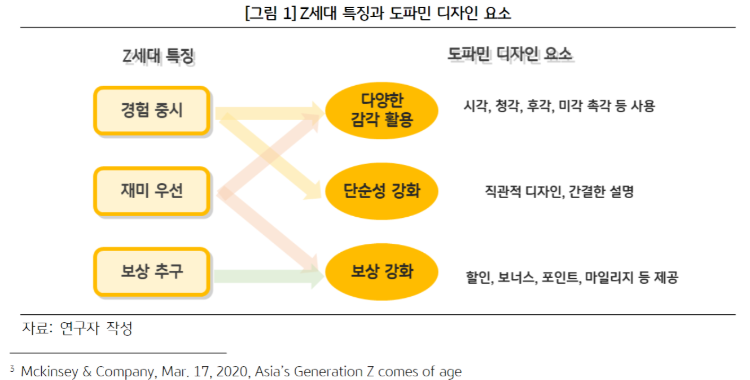 [그림 1] Z세대 특징과 도파민 디자인 요소
Z세대 특징
도파민 디자인 요소
경험 중시
다양한
감각 활용
시각, 청각, 후각, 미각 촉각 등 사용
재미 우선
단순성 강화
직관적 디자인, 간결한 설명
보상 추구
보상 강화
할인, 보너스, 포인트, 마일리지 등 제공
자료: 연구자 작성
3 Mckinsey & Company, Mar. 17, 2020, Asia's Generation Z comes of age